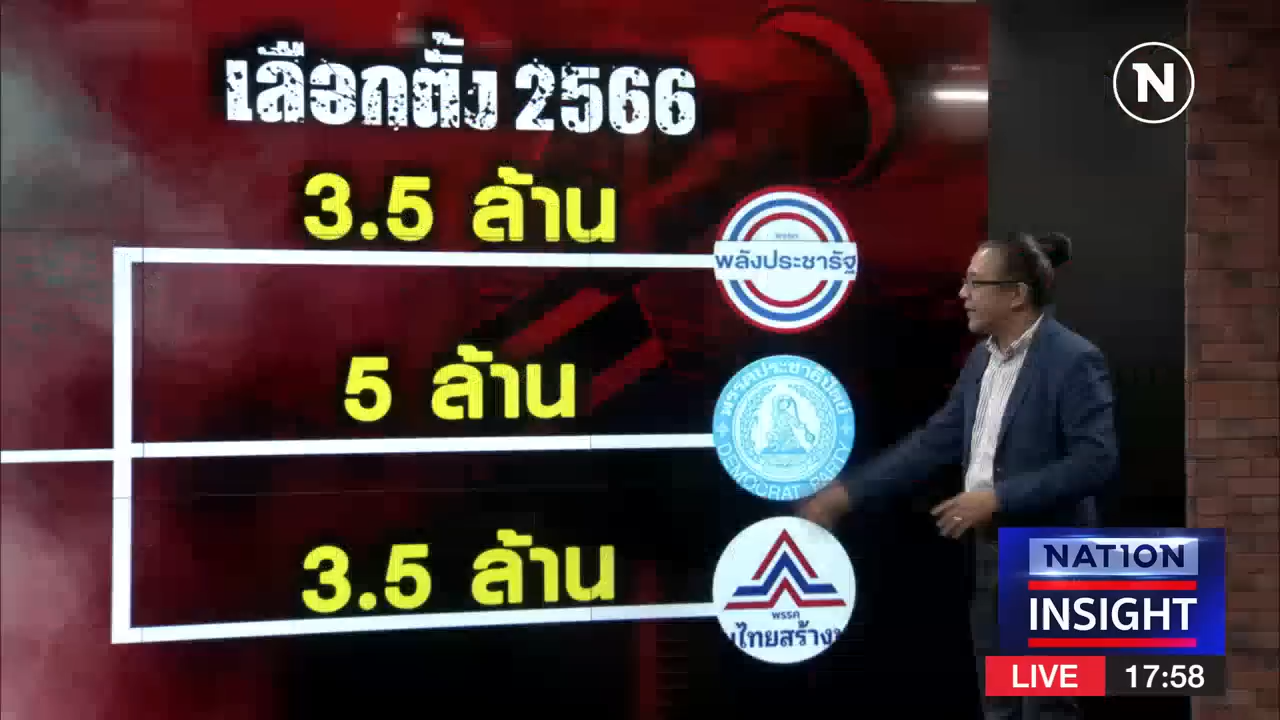 เลือกตั้ง 2566
N
3.5 ล้าน
พรรค
พลังประชารัฐ
5 ล้าน
พรรคประชาธิปัตย์
DEMOCRAT PARTY
3.5 ล้าน
พรรค
ไทยสร้าง
NATION
INSIGHT
LIVE 17:58